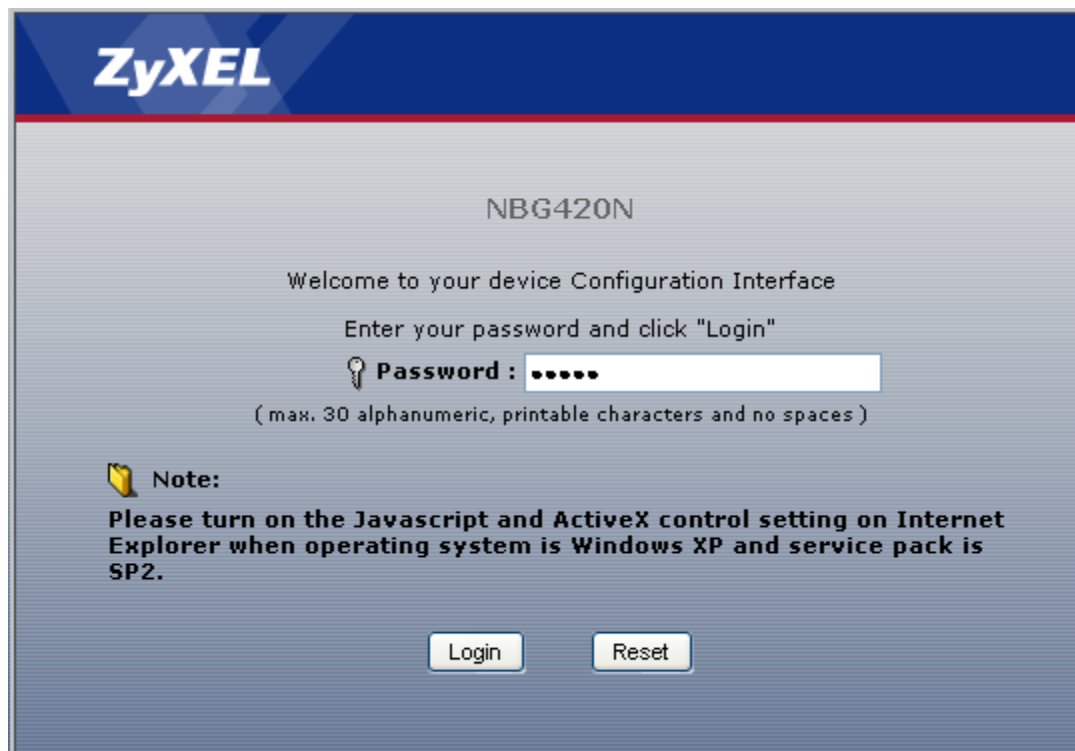 ZyXEL
NBG420N
Welcome to your device Configuration Interface
Enter your password and click "Login"
Password : •••••
( max. 30 alphanumeric, printable characters and no spaces )
Note:
Please turn on the Javascript and ActiveX control setting on Internet
Explorer when operating system is Windows XP and service pack is
SP2.
Login Reset